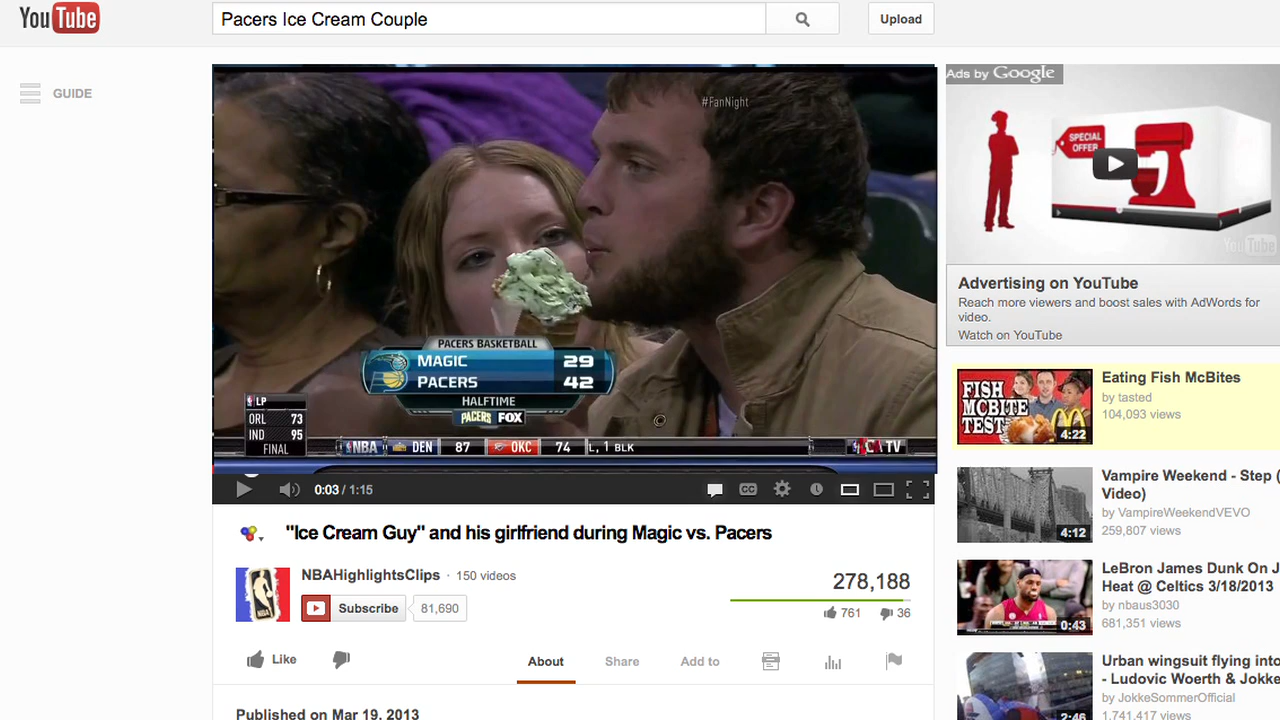 YouTube
Pacers Ice Cream Couple
Upload
GUIDE
#FanNight
PACERS BASKETBALL
MAGIC 29
PACERS 42
HALFTIME
PACERS FOX
LP
ORL 73
IND 95
FINAL
NBA DEN 87 OKC 74 L, 1 BLK
TV
0:03 / 1:15
CC
"Ice Cream Guy" and his girlfriend during Magic vs. Pacers
NBAHighlightsClips · 150 videos
NBA
Subscribe 81,690
278,188
761 36
Like
About Share Add to
Published on Mar 19, 2013
Ads by Google
SPECIAL
OFFER
YouTube
Advertising on YouTube
Reach more viewers and boost sales with AdWords for
video.
Watch on YouTube
FISH
MCBITE
TEST
4:22
Eating Fish McBites
by tasted
104,093 views
4:12
Vampire Weekend - Step (
Video)
by VampireWeekendVEVO
259,807 views
0:43
LeBron James Dunk On J
Heat @ Celtics 3/18/2013
by nbaus3030
681,351 views
2:46
Urban wingsuit flying into
- Ludovic Woerth & Jokke
by JokkeSommerOfficial
1,741,417 views